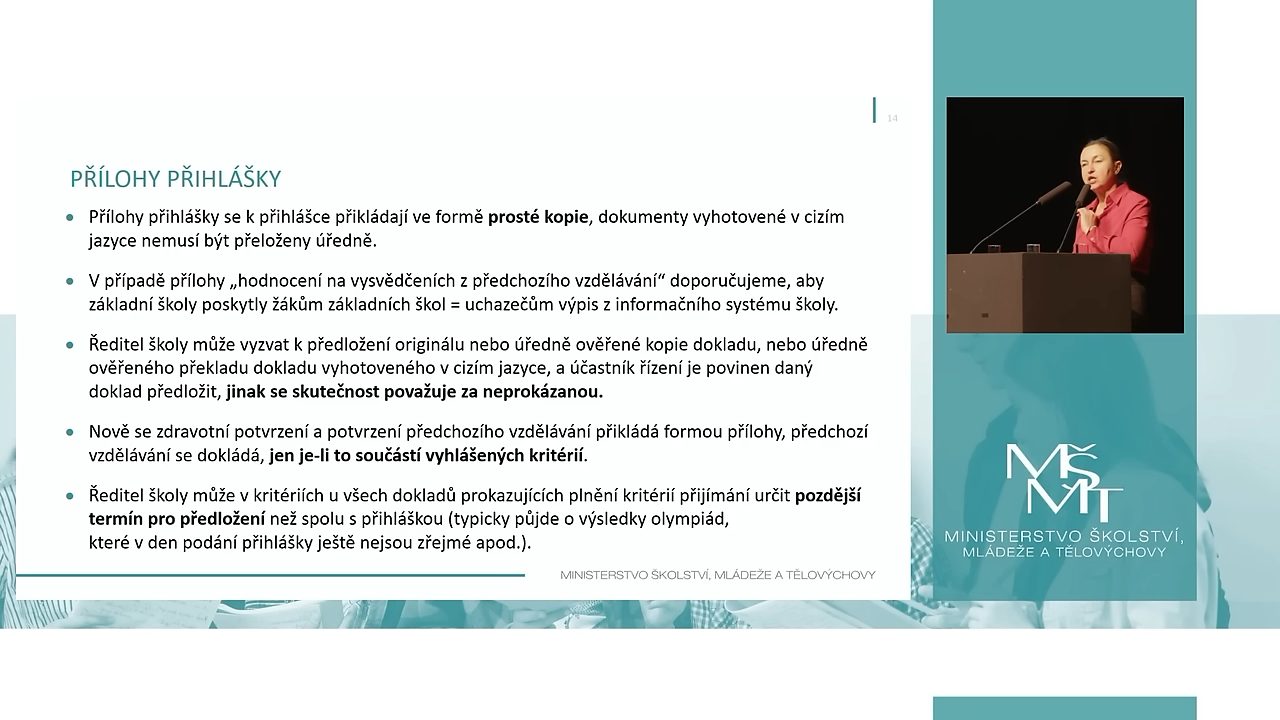 14
PŘÍLOHY PŘIHLÁŠKY
• Přílohy přihlášky se k přihlášce přikládají ve formě prosté kopie, dokumenty vyhotovené v cizím
jazyce nemusí být přeloženy úředně.
• V případě přílohy „hodnocení na vysvědčeních z předchozího vzdělávání“ doporučujeme, aby
základní školy poskytly žákům základních škol = uchazečům výpis z informačního systému školy.
• Ředitel školy může vyzvat k předložení originálu nebo úředně ověřené kopie dokladu, nebo úředně
ověřeného překladu dokladu vyhotoveného v cizím jazyce, a účastník řízení je povinen daný
doklad předložit, jinak se skutečnost považuje za neprokázanou.
• Nově se zdravotní potvrzení a potvrzení předchozího vzdělávání přikládá formou přílohy, předchozí
vzdělávání se dokládá, jen je-li to součástí vyhlášených kritérií.
• Ředitel školy může v kritériích u všech dokladů prokazujících plnění kritérií přijímání určit pozdější
termín pro předložení než spolu s přihláškou (typicky půjde o výsledky olympiád,
které v den podání přihlášky ještě nejsou zřejmé apod.).
MINISTERSTVO ŠKOLSTVÍ, MLÁDEŽE A TĚLOVÝCHOVY
MŠ
MT
MINISTERSTVO ŠKOLSTVÍ,
MLÁDEŽE A TĚLOVÝCHOVY